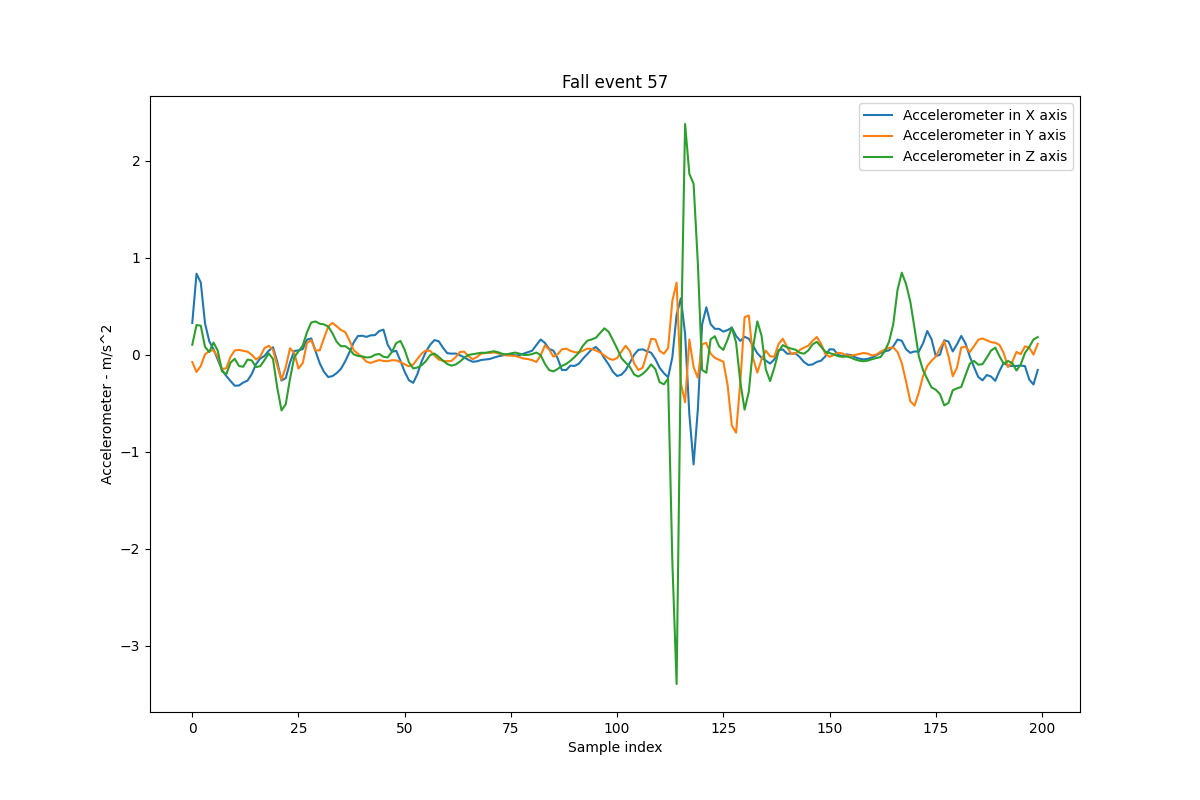 Fall event 57
Accelerometer in X axis
Accelerometer in Y axis
Accelerometer in Z axis
Accelerometer - m/s^2
2
1
0
−1
−2
−3
0 25 50 75 100 125 150 175 200
Sample index